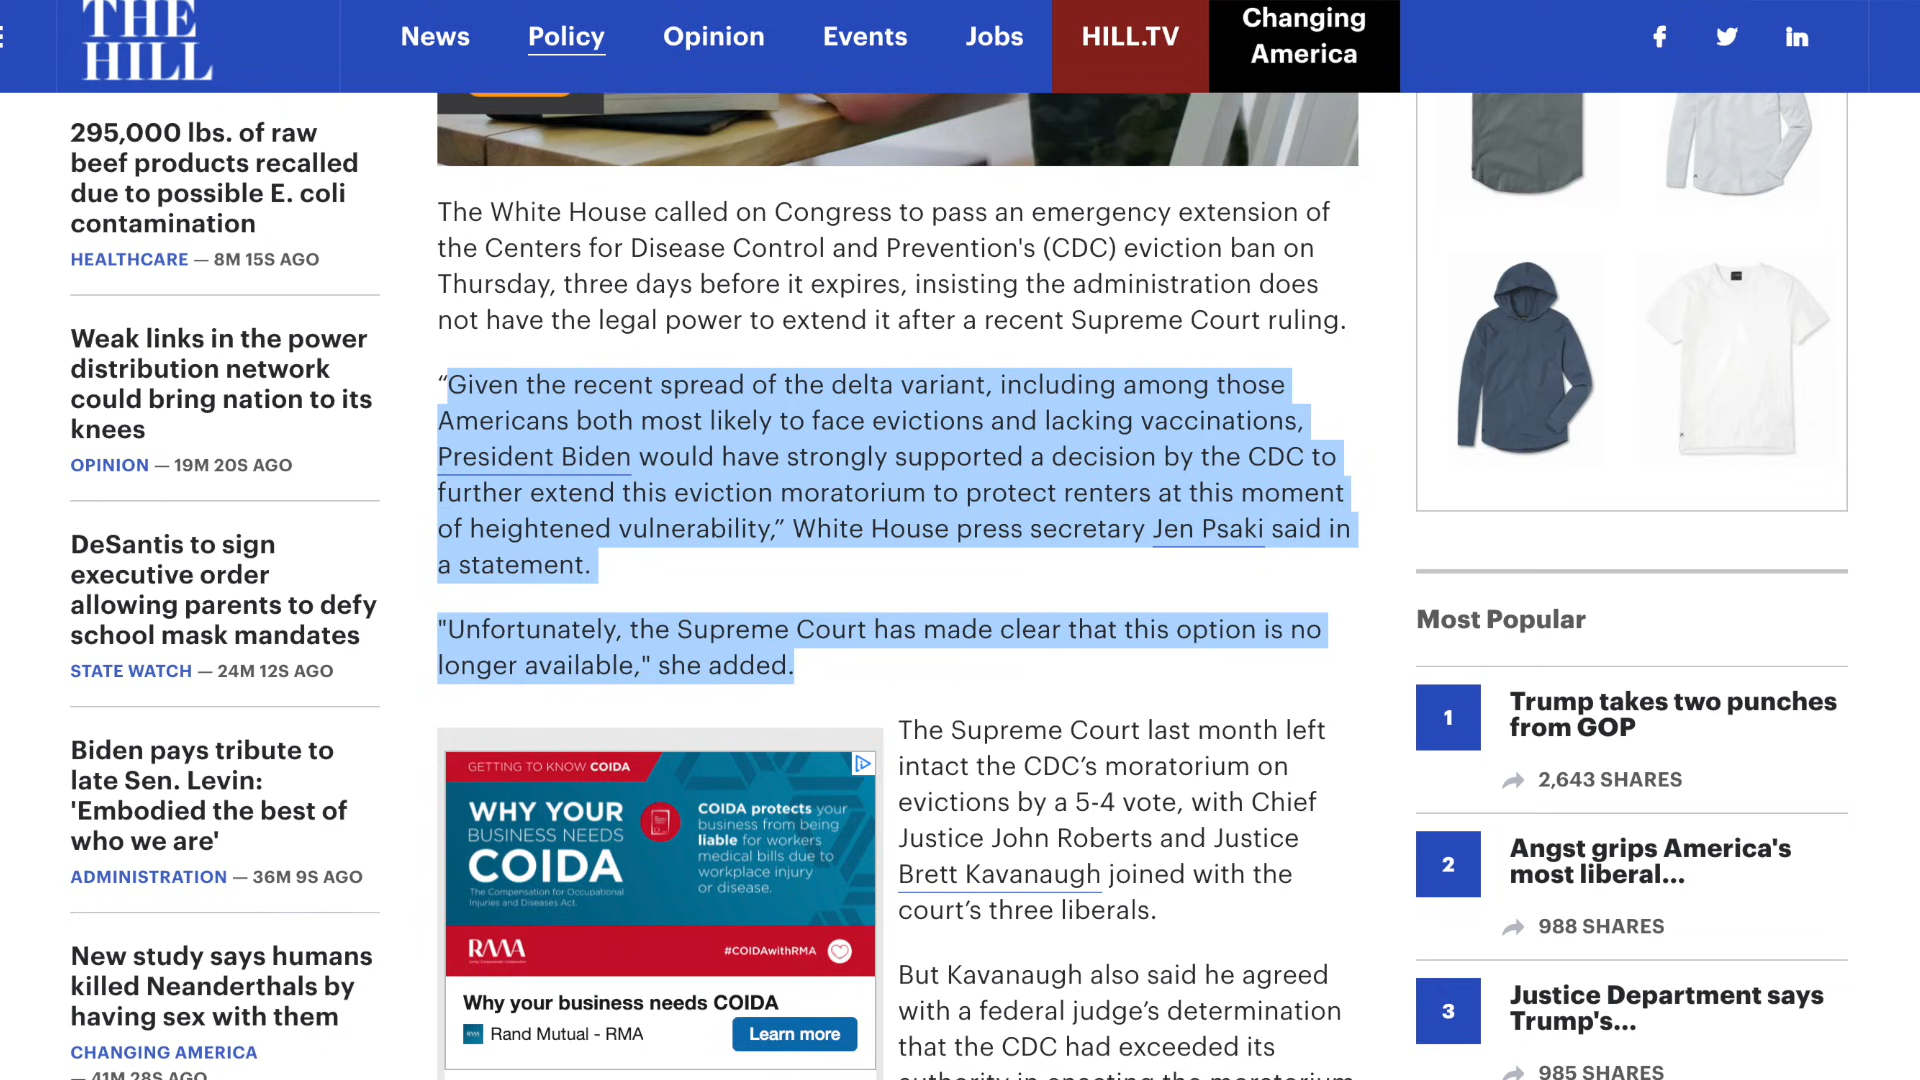 THE
HILL
News
Policy
Opinion
Events
Jobs
HILL.TV
Changing
America
295,000 lbs. of raw
beef products recalled
due to possible E. coli
contamination
HEALTHCARE — 8M 15S AGO
Weak links in the power
distribution network
could bring nation to its
knees
OPINION — 19M 20S AGO
DeSantis to sign
executive order
allowing parents to defy
school mask mandates
STATE WATCH — 24M 12S AGO
Biden pays tribute to
late Sen. Levin:
'Embodied the best of
who we are'
ADMINISTRATION — 36M 9S AGO
New study says humans
killed Neanderthals by
having sex with them
CHANGING AMERICA
— 41M 28S AGO
The White House called on Congress to pass an emergency extension of
the Centers for Disease Control and Prevention's (CDC) eviction ban on
Thursday, three days before it expires, insisting the administration does
not have the legal power to extend it after a recent Supreme Court ruling.
“Given the recent spread of the delta variant, including among those
Americans both most likely to face evictions and lacking vaccinations,
President Biden would have strongly supported a decision by the CDC to
further extend this eviction moratorium to protect renters at this moment
of heightened vulnerability,” White House press secretary Jen Psaki said in
a statement.
"Unfortunately, the Supreme Court has made clear that this option is no
longer available," she added.
GETTING TO KNOW COIDA
WHY YOUR
BUSINESS NEEDS
COIDA
The Compensation for Occupational
Injuries and Diseases Act.
COIDA protects your
business from being
liable for workers
medical bills due to
workplace injury
or disease.
RMA
#COIDAwithRMA
Why your business needs COIDA
Rand Mutual - RMA
Learn more
The Supreme Court last month left
intact the CDC’s moratorium on
evictions by a 5-4 vote, with Chief
Justice John Roberts and Justice
Brett Kavanaugh joined with the
court’s three liberals.
But Kavanaugh also said he agreed
with a federal judge’s determination
that the CDC had exceeded its
authority in enacting the moratorium
Most Popular
1
Trump takes two punches
from GOP
2,643 SHARES
2
Angst grips America's
most liberal...
988 SHARES
3
Justice Department says
Trump's...
985 SHARES